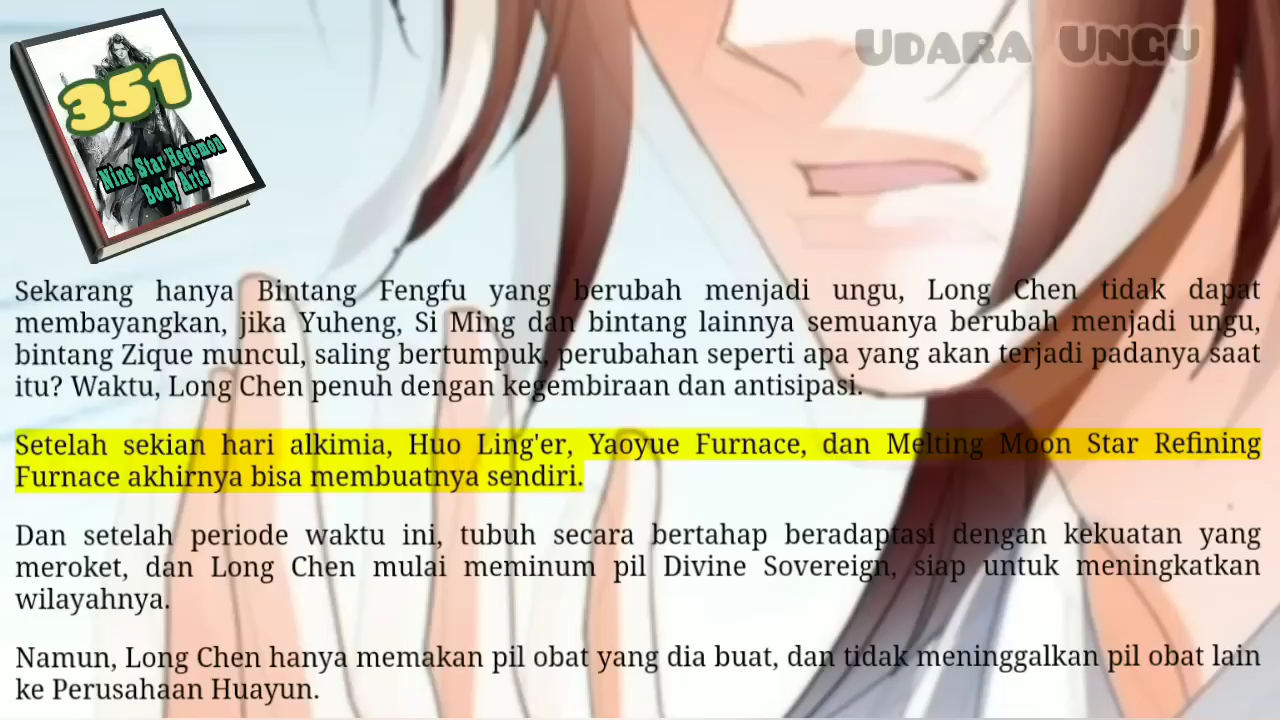 UDARA UNGU
351
Nine Star Hegemon
Body Arts
Sekarang hanya Bintang Fengfu yang berubah menjadi ungu, Long Chen tidak dapat
membayangkan, jika Yuheng, Si Ming dan bintang lainnya semuanya berubah menjadi ungu,
bintang Zique muncul, saling bertumpuk, perubahan seperti apa yang akan terjadi padanya saat
itu? Waktu, Long Chen penuh dengan kegembiraan dan antisipasi.
Setelah sekian hari alkimia, Huo Ling'er, Yaoyue Furnace, dan Melting Moon Star Refining
Furnace akhirnya bisa membuatnya sendiri.
Dan setelah periode waktu ini, tubuh secara bertahap beradaptasi dengan kekuatan yang
meroket, dan Long Chen mulai meminum pil Divine Sovereign, siap untuk meningkatkan
wilayahnya.
Namun, Long Chen hanya memakan pil obat yang dia buat, dan tidak meninggalkan pil obat lain
ke Perusahaan Huayun.